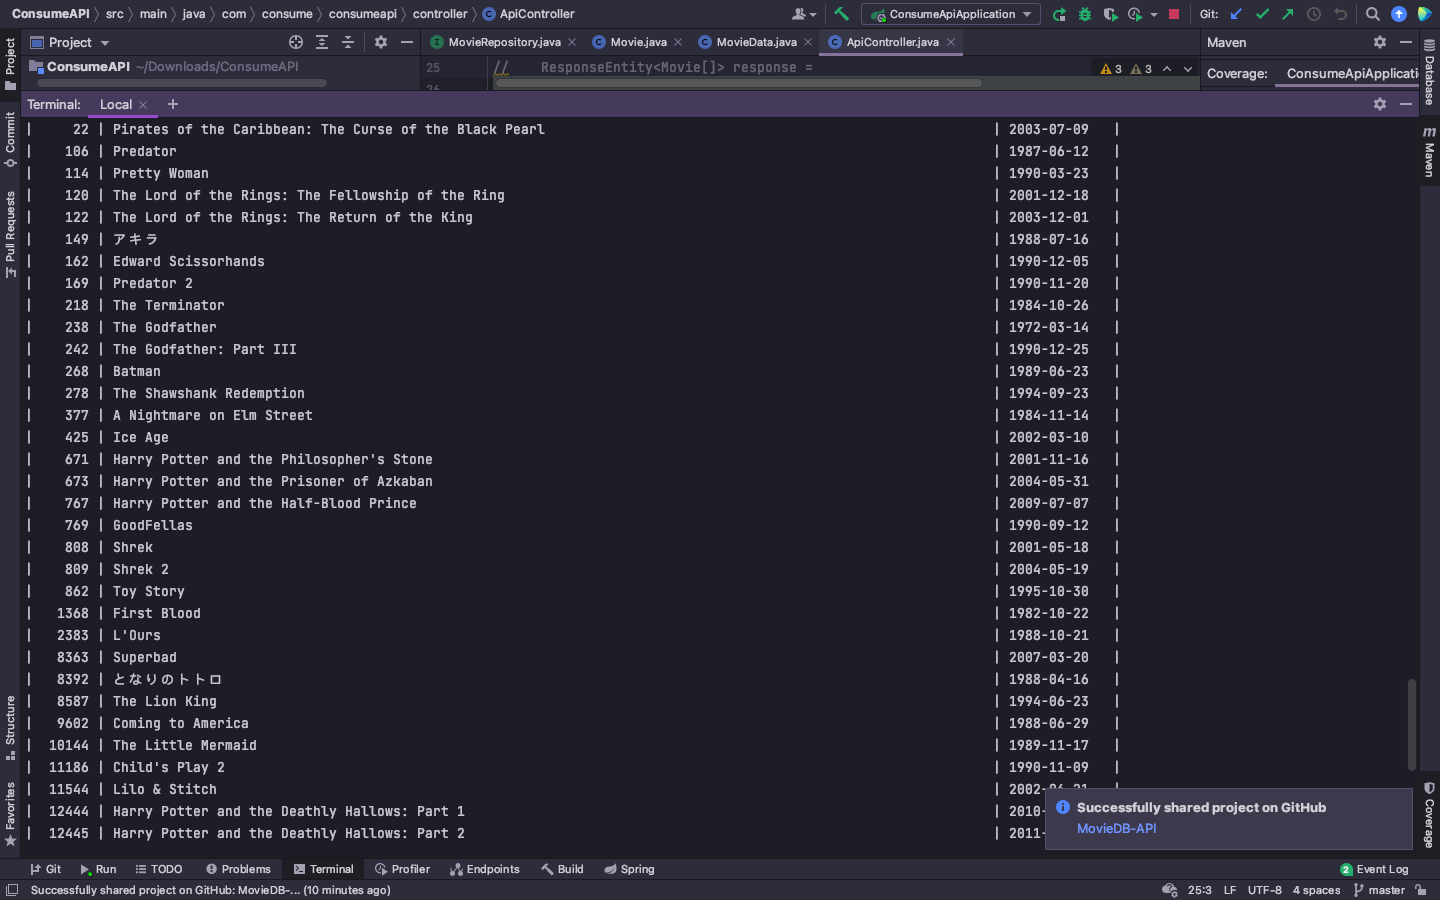 ConsumeAPI 〉 src 〉 main 〉 java 〉 com 〉 consume 〉 consumeapi 〉 controller 〉 ApiController
ConsumeApiApplication
Git:
Project
MovieRepository.java
Movie.java
MovieData.java
ApiController.java
Maven
ConsumeAPI ~/Downloads/ConsumeAPI
25 // ResponseEntity<Movie[]> response =
3 3
Coverage: ConsumeApiApplicati
26
Terminal: Local × +
| 22 | Pirates of the Caribbean: The Curse of the Black Pearl | 2003-07-09 |
| 106 | Predator | 1987-06-12 |
| 114 | Pretty Woman | 1990-03-23 |
| 120 | The Lord of the Rings: The Fellowship of the Ring | 2001-12-18 |
| 122 | The Lord of the Rings: The Return of the King | 2003-12-01 |
| 149 | アキラ | 1988-07-16 |
| 162 | Edward Scissorhands | 1990-12-05 |
| 169 | Predator 2 | 1990-11-20 |
| 218 | The Terminator | 1984-10-26 |
| 238 | The Godfather | 1972-03-14 |
| 242 | The Godfather: Part III | 1990-12-25 |
| 268 | Batman | 1989-06-23 |
| 278 | The Shawshank Redemption | 1994-09-23 |
| 377 | A Nightmare on Elm Street | 1984-11-14 |
| 425 | Ice Age | 2002-03-10 |
| 671 | Harry Potter and the Philosopher's Stone | 2001-11-16 |
| 673 | Harry Potter and the Prisoner of Azkaban | 2004-05-31 |
| 767 | Harry Potter and the Half-Blood Prince | 2009-07-07 |
| 769 | GoodFellas | 1990-09-12 |
| 808 | Shrek | 2001-05-18 |
| 809 | Shrek 2 | 2004-05-19 |
| 862 | Toy Story | 1995-10-30 |
| 1368 | First Blood | 1982-10-22 |
| 2383 | L'Ours | 1988-10-21 |
| 8363 | Superbad | 2007-03-20 |
| 8392 | となりのトトロ | 1988-04-16 |
| 8587 | The Lion King | 1994-06-23 |
| 9602 | Coming to America | 1988-06-29 |
| 10144 | The Little Mermaid | 1989-11-17 |
| 11186 | Child's Play 2 | 1990-11-09 |
| 11544 | Lilo & Stitch | 2002-
| 12444 | Harry Potter and the Deathly Hallows: Part 1 | 2010-
| 12445 | Harry Potter and the Deathly Hallows: Part 2 | 2011-
Successfully shared project on GitHub
MovieDB-API
Project
Commit
Pull Requests
Structure
Favorites
Database
m Maven
Coverage
Git Run TODO Problems Terminal Profiler Endpoints Build Spring
2 Event Log
Successfully shared project on GitHub: MovieDB-... (10 minutes ago)
25:3 LF UTF-8 4 spaces master